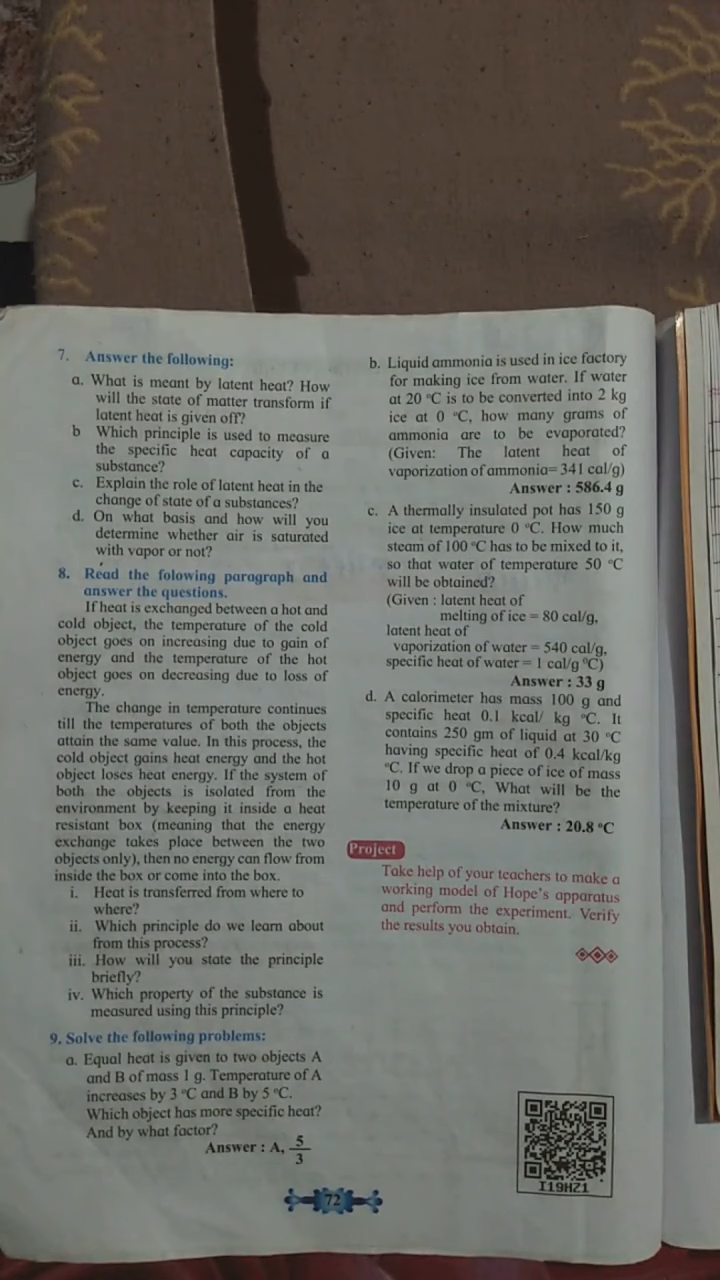 7. Answer the following:
a. What is meant by latent heat? How
will the state of matter transform if
latent heat is given off?
b Which principle is used to measure
the specific heat capacity of a
substance?
c. Explain the role of latent heat in the
change of state of a substances?
d. On what basis and how will you
determine whether air is saturated
with vapor or not?
8. Read the folowing paragraph and
answer the questions.
If heat is exchanged between a hot and
cold object, the temperature of the cold
object goes on increasing due to gain of
energy and the temperature of the hot
object goes on decreasing due to loss of
energy.
The change in temperature continues
till the temperatures of both the objects
attain the same value. In this process, the
cold object gains heat energy and the hot
object loses heat energy. If the system of
both the objects is isolated from the
environment by keeping it inside a heat
resistant box (meaning that the energy
exchange takes place between the two
objects only), then no energy can flow from
inside the box or come into the box.
i. Heat is transferred from where to
where?
ii. Which principle do we learn about
from this process?
iii. How will you state the principle
briefly?
iv. Which property of the substance is
measured using this principle?
9. Solve the following problems:
a. Equal heat is given to two objects A
and B of mass 1 g. Temperature of A
increases by 3 °C and B by 5 °C.
Which object has more specific heat?
And by what factor?
Answer : A, 5/3
b. Liquid ammonia is used in ice factory
for making ice from water. If water
at 20 °C is to be converted into 2 kg
ice at 0 °C, how many grams of
ammonia are to be evaporated?
(Given: The latent heat of
vaporization of ammonia= 341 cal/g)
Answer : 586.4 g
c. A thermally insulated pot has 150 g
ice at temperature 0 °C. How much
steam of 100 °C has to be mixed to it,
so that water of temperature 50 °C
will be obtained?
(Given : latent heat of
melting of ice = 80 cal/g,
latent heat of
vaporization of water = 540 cal/g,
specific heat of water = 1 cal/g °C)
Answer : 33 g
d. A calorimeter has mass 100 g and
specific heat 0.1 kcal/ kg °C. It
contains 250 gm of liquid at 30 °C
having specific heat of 0.4 kcal/kg
°C. If we drop a piece of ice of mass
10 g at 0 °C, What will be the
temperature of the mixture?
Answer : 20.8 °C
Project
Take help of your teachers to make a
working model of Hope's apparatus
and perform the experiment. Verify
the results you obtain.
I19HZ1
72